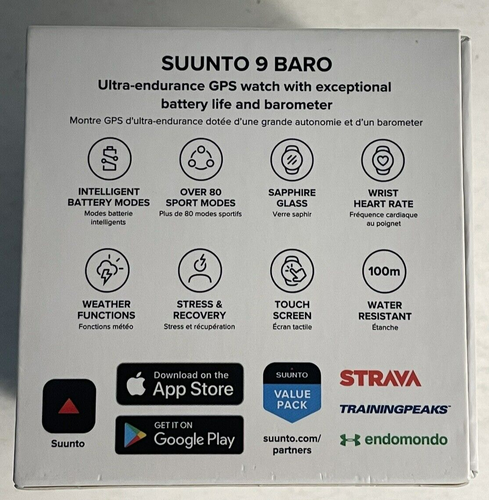 SUUNTO 9 BARO
Ultra-endurance GPS watch with exceptional
battery life and barometer
Montre GPS d'ultra-endurance dotée d'une grande autonomie et d'un barometer
INTELLIGENT
BATTERY MODES
Modes batterie
intelligents
OVER 80
SPORT MODES
Plus de 80 modes sportifs
SAPPHIRE
GLASS
Verre saphir
WRIST
HEART RATE
Fréquence cardiaque
au poignet
WEATHER
FUNCTIONS
Fonctions météo
STRESS &
RECOVERY
Stress et récupération
TOUCH
SCREEN
Écran tactile
100m
WATER
RESISTANT
Étanche
Suunto
Download on the
App Store
GET IT ON
Google Play
SUUNTO
VALUE
PACK
suunto.com/
partners
STRAVA
TRAININGPEAKS
endomondo